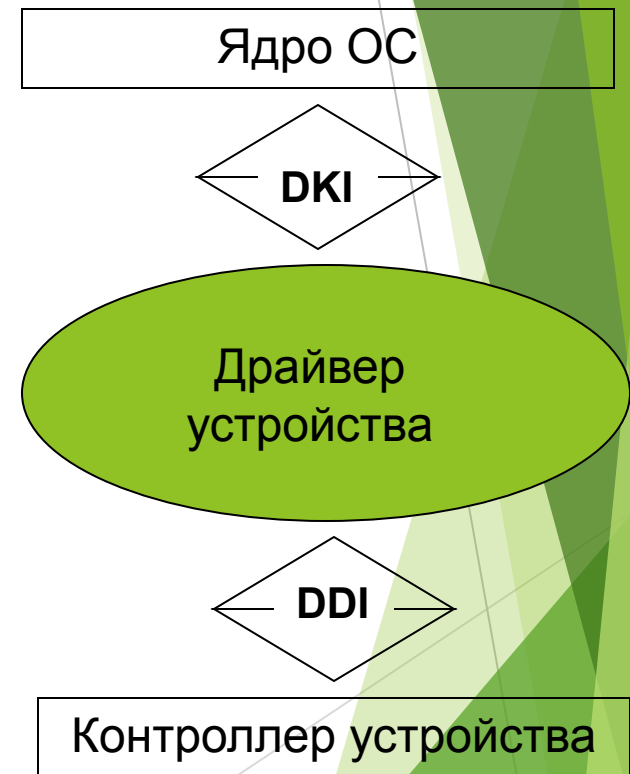 Ядро ОС
DKI
Драйвер
устройства
DDI
Контроллер устройства